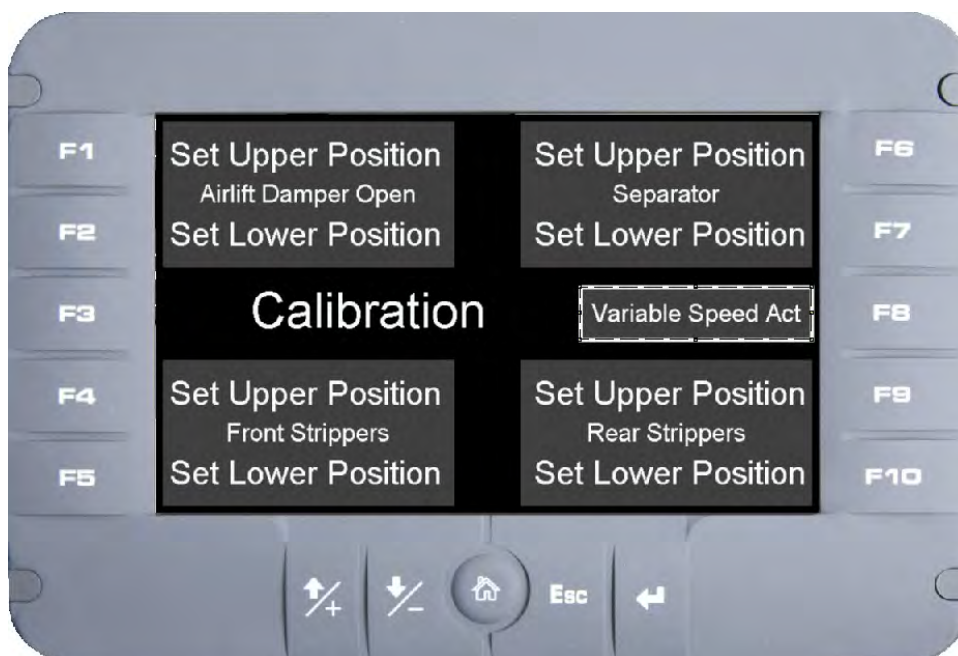 F1
Set Upper Position
Airlift Damper Open
F2
Set Lower Position
F3
Calibration
F4
Set Upper Position
Front Strippers
F5
Set Lower Position
Set Upper Position
F6
Separator
Set Lower Position
F7
Variable Speed Act
F8
Set Upper Position
F9
Rear Strippers
Set Lower Position
F10
+
-
Esc